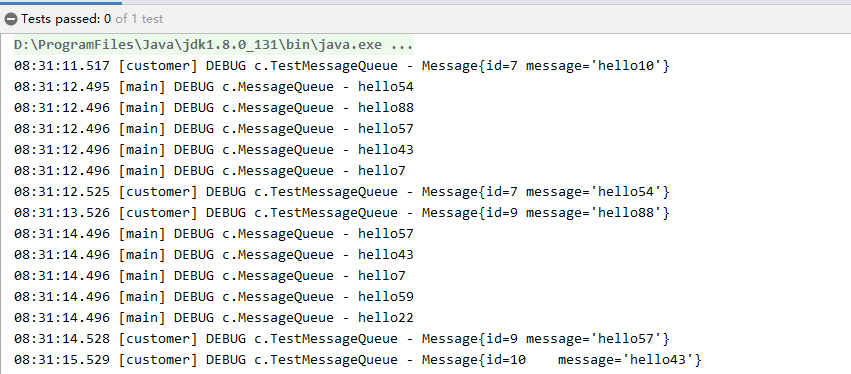 Tests passed: 0 of 1 test
D:\ProgramFiles\Java\jdk1.8.0_131\bin\java.exe ...
08:31:11.517 [customer] DEBUG c.TestMessageQueue - Message{id=7 message='hello10'}
08:31:12.495 [main] DEBUG c.MessageQueue - hello54
08:31:12.496 [main] DEBUG c.MessageQueue - hello88
08:31:12.496 [main] DEBUG c.MessageQueue - hello57
08:31:12.496 [main] DEBUG c.MessageQueue - hello43
08:31:12.496 [main] DEBUG c.MessageQueue - hello7
08:31:12.525 [customer] DEBUG c.TestMessageQueue - Message{id=7 message='hello54'}
08:31:13.526 [customer] DEBUG c.TestMessageQueue - Message{id=9 message='hello88'}
08:31:14.496 [main] DEBUG c.MessageQueue - hello57
08:31:14.496 [main] DEBUG c.MessageQueue - hello43
08:31:14.496 [main] DEBUG c.MessageQueue - hello7
08:31:14.496 [main] DEBUG c.MessageQueue - hello59
08:31:14.496 [main] DEBUG c.MessageQueue - hello22
08:31:14.528 [customer] DEBUG c.TestMessageQueue - Message{id=9 message='hello57'}
08:31:15.529 [customer] DEBUG c.TestMessageQueue - Message{id=10    message='hello43'}